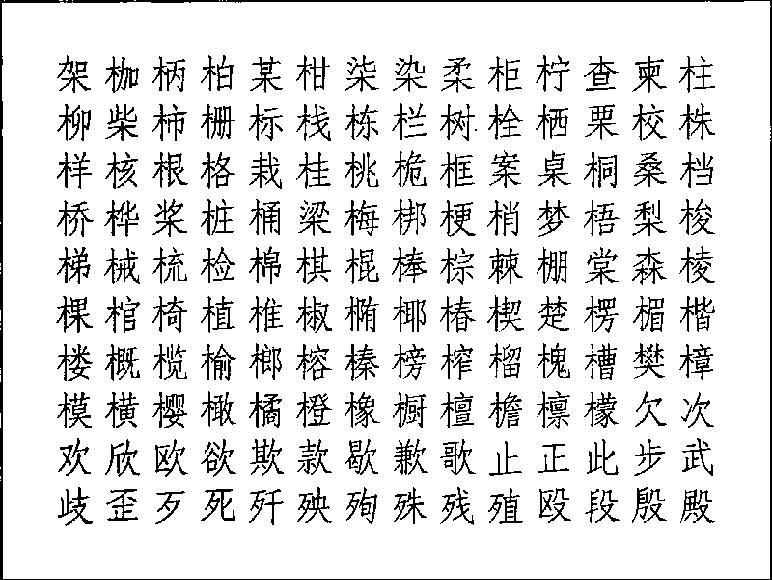 架枷柄柏某柑柒染柔柜柠查柬柱
柳柴柿栅标栈栋栏树栓栖栗校株
样核根格栽桂桃桅框案桌桐桑档
桥桦桨桩桶梁梅梆梗梢梦梧梨梭
梯械梳检棉棋棍棒棕棘棚棠森棱
棵棺椅植椎椒椭椰椿楔楚楞楣楷
楼概榄榆榔榕榛榜榨榴槐槽樊樟
模横樱橄橘橙橡橱檀檐檩檬欠次
欢欣欧欲欺款歇歉歌止正此步武
歧歪歹死歼殃殉殊残殖殴段殷殿